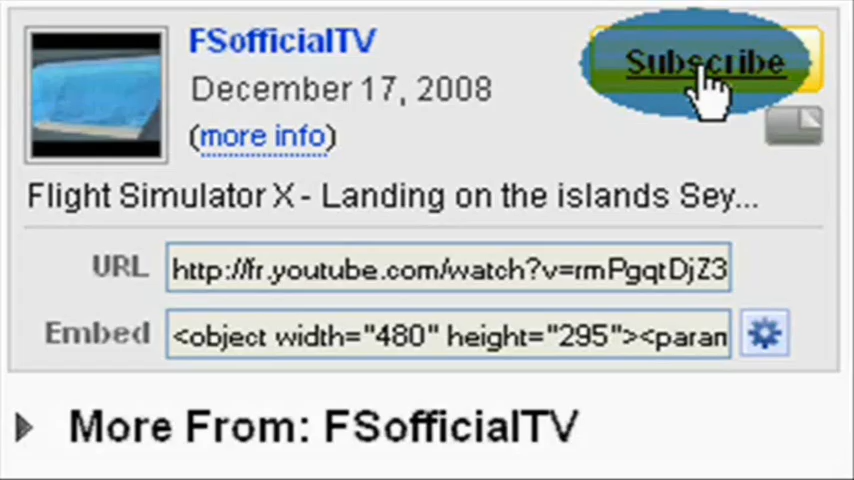 FSofficialTV
Subscribe
December 17, 2008
(more info)
Flight Simulator X - Landing on the islands Sey...
URL http://fr.youtube.com/watch?v=rmPgqtDjZ3
Embed <object width="480" height="295"><param
More From: FSofficialTV